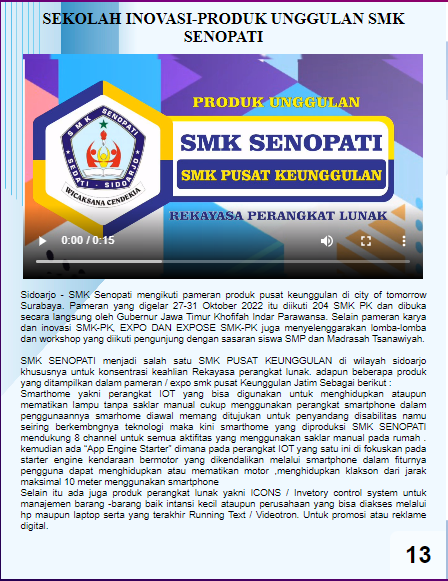 SEKOLAH INOVASI-PRODUK UNGGULAN SMK
SENOPATI
PRODUK UNGGULAN
SMK SENOPATI
SMK PUSAT KEUNGGULAN
REKAYASA PERANGKAT LUNAK
SMK SENOPATI
SEDATI - SIDOARJO
WICAKSANA CENDEKIA
0:00 / 0:15
Sidoarjo - SMK Senopati mengikuti pameran produk pusat keunggulan di city of tomorrow
Surabaya. Pameran yang digelar 27-31 Oktober 2022 itu diikuti 204 SMK PK dan dibuka
secara langsung oleh Gubernur Jawa Timur Khofifah Indar Parawansa. Selain pameran karya
dan inovasi SMK-PK, EXPO DAN EXPOSE SMK-PK juga menyelenggarakan lomba-lomba
dan workshop yang diikuti pengunjung dengan sasaran siswa SMP dan Madrasah Tsanawiyah.
SMK SENOPATI menjadi salah satu SMK PUSAT KEUNGGULAN di wilayah sidoarjo
khususnya untuk konsentrasi keahlian Rekayasa perangkat lunak. adapun beberapa produk
yang ditampilkan dalam pameran / expo smk pusat Keunggulan Jatim Sebagai berikut :
Smarthome yakni perangkat IOT yang bisa digunakan untuk menghidupkan ataupun
mematikan lampu tanpa saklar manual cukup menggunakan perangkat smartphone dalam
penggunaannya smarhome diawal memang ditujukan untuk penyandang disabilitas namu
seiring berkembngnya teknologi maka kini smarthome yang diproduksi SMK SENOPATI
mendukung 8 channel untuk semua aktifitas yang menggunakan saklar manual pada rumah .
kemudian ada "App Engine Starter" dimana pada perangkat IOT yang satu ini di fokuskan pada
starter engine kendaraan bermotor yang dikendalikan melalui smartphone dalam fiturnya
pengguna dapat menghidupkan atau mematikan motor ,menghidupkan klakson dari jarak
maksimal 10 meter menggunakan smartphone
Selain itu ada juga produk perangkat lunak yakni ICONS / Invetory control system untuk
manajemen barang -barang baik intansi kecil ataupun perusahaan yang bisa diakses melalui
hp maupun laptop serta yang terakhir Running Text / Videotron. Untuk promosi atau reklame
digital.
13